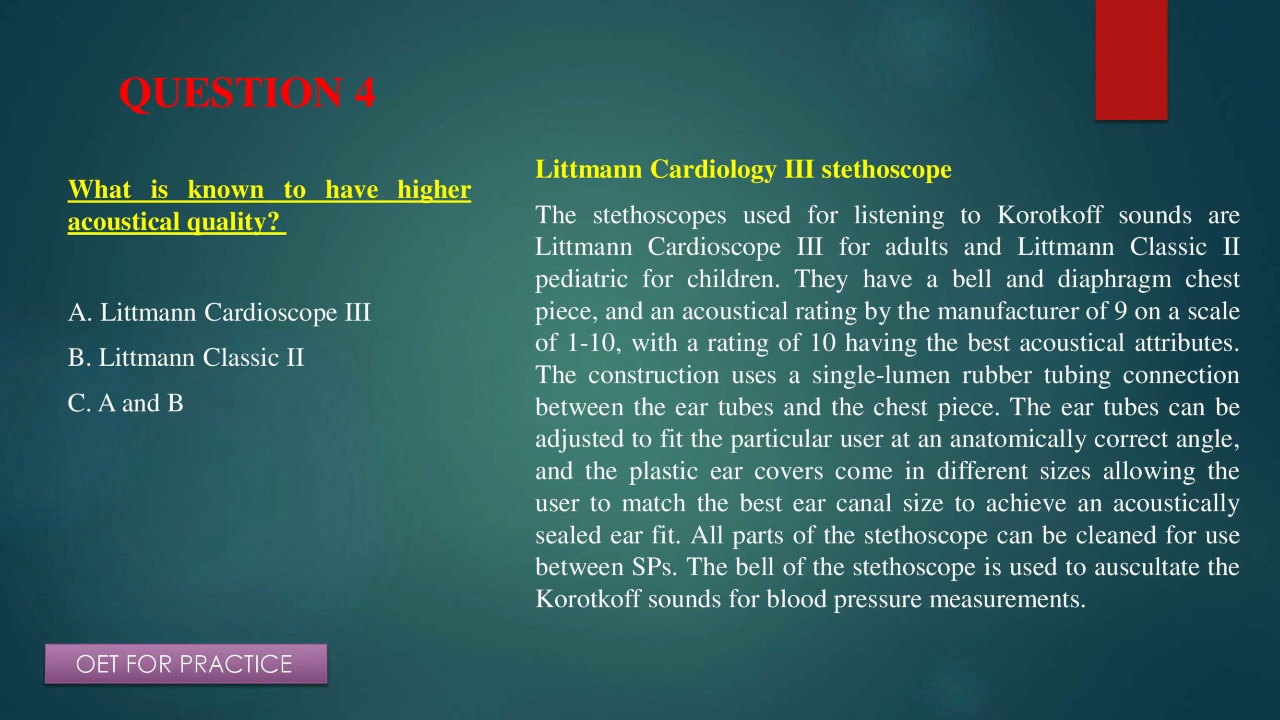 QUESTION 4
What is known to have higher
acoustical quality?
A. Littmann Cardioscope III
B. Littmann Classic II
C. A and B
Littmann Cardiology III stethoscope
The stethoscopes used for listening to Korotkoff sounds are
Littmann Cardioscope III for adults and Littmann Classic II
pediatric for children. They have a bell and diaphragm chest
piece, and an acoustical rating by the manufacturer of 9 on a scale
of 1-10, with a rating of 10 having the best acoustical attributes.
The construction uses a single-lumen rubber tubing connection
between the ear tubes and the chest piece. The ear tubes can be
adjusted to fit the particular user at an anatomically correct angle,
and the plastic ear covers come in different sizes allowing the
user to match the best ear canal size to achieve an acoustically
sealed ear fit. All parts of the stethoscope can be cleaned for use
between SPs. The bell of the stethoscope is used to auscultate the
Korotkoff sounds for blood pressure measurements.
OET FOR PRACTICE